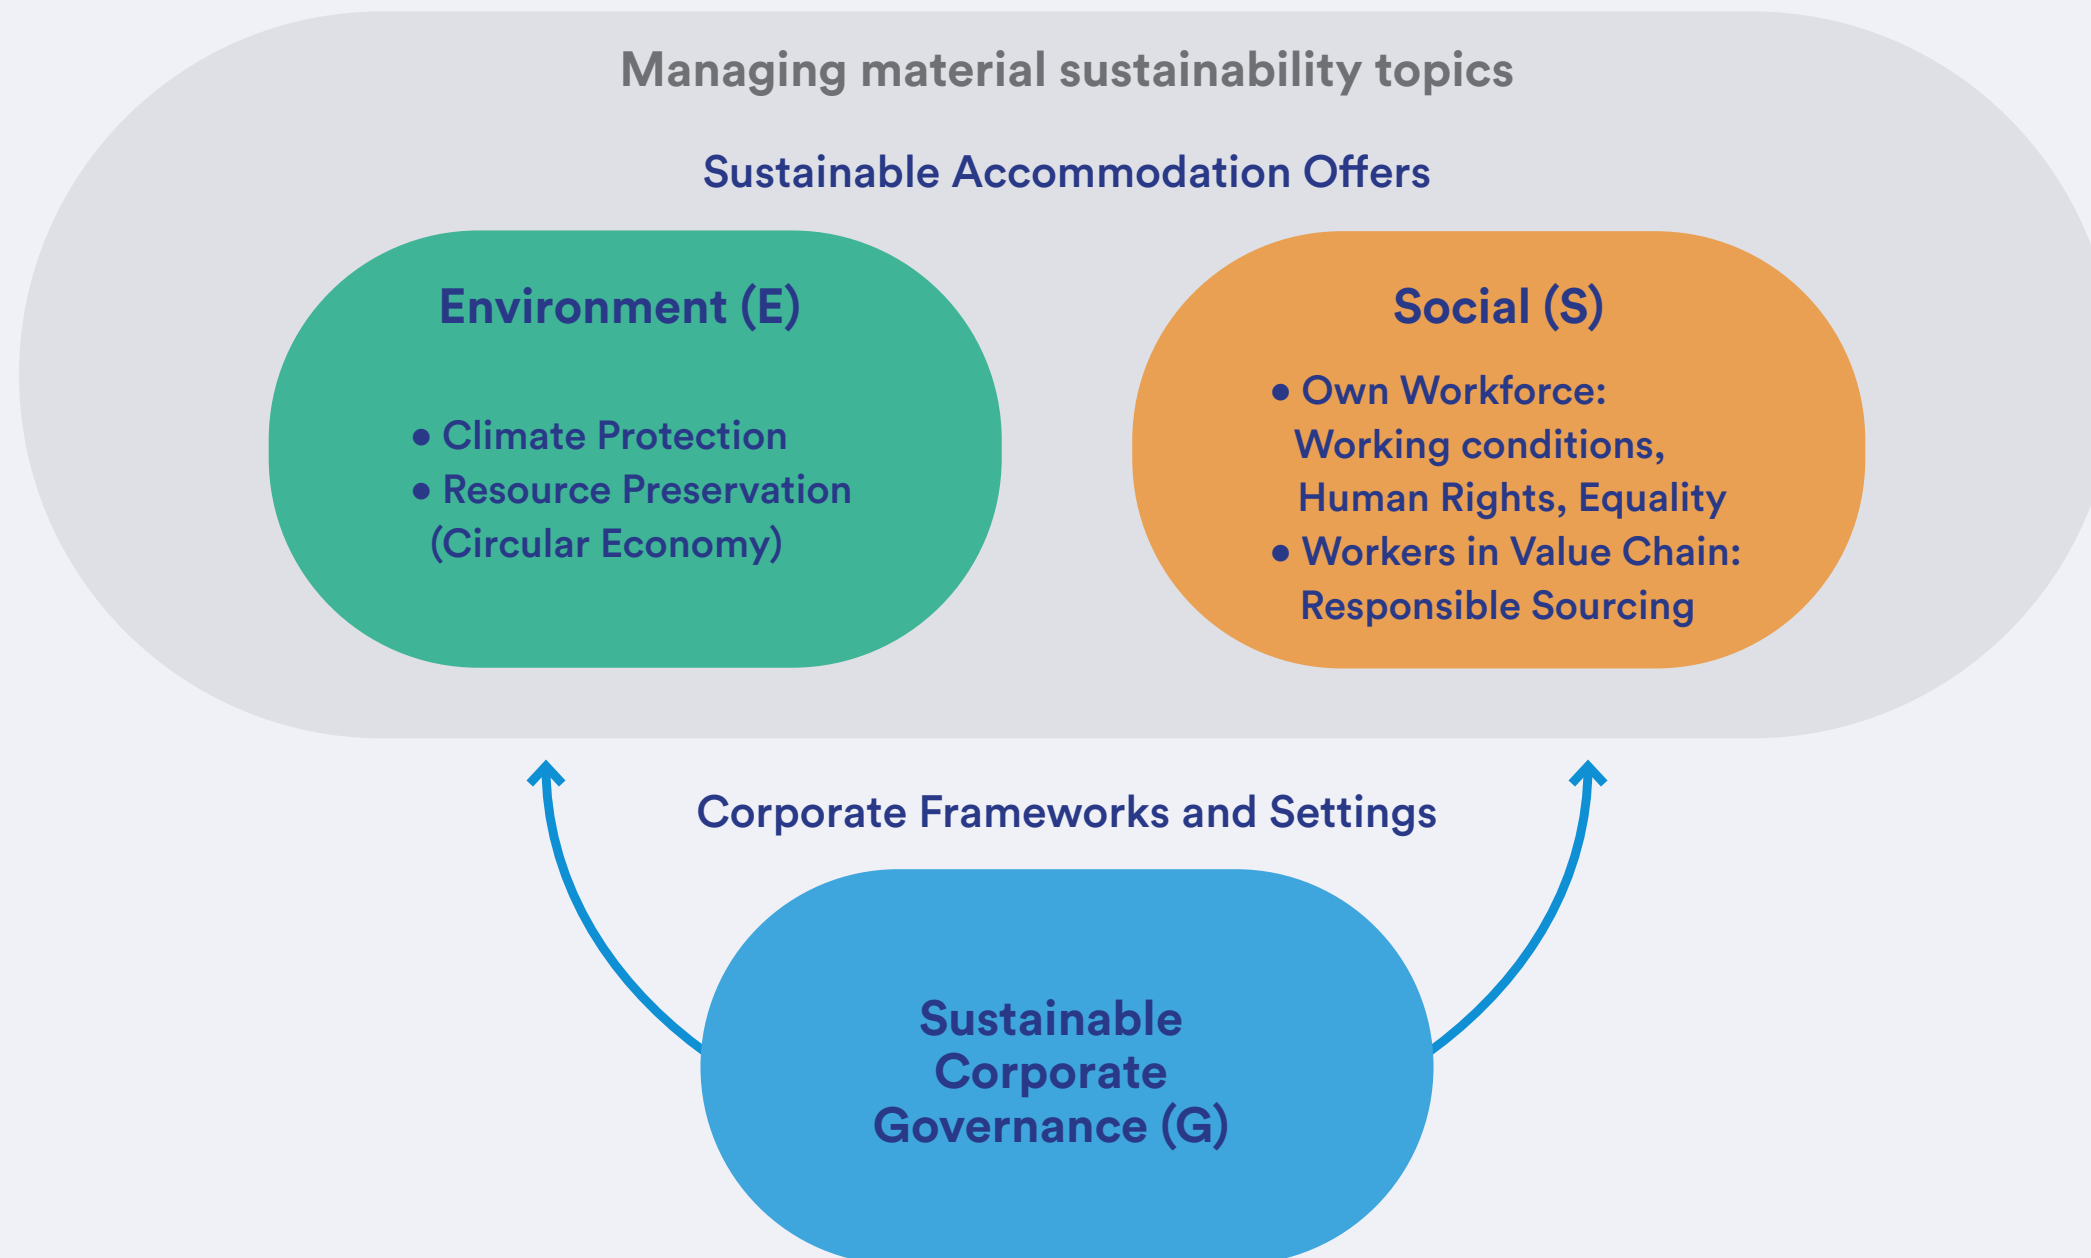 Managing material sustainability topics
Sustainable Accommodation Offers
Environment (E)
• Climate Protection
• Resource Preservation
(Circular Economy)
Social (S)
• Own Workforce:
Working conditions,
Human Rights, Equality
• Workers in Value Chain:
Responsible Sourcing
Corporate Frameworks and Settings
Sustainable
Corporate
Governance (G)